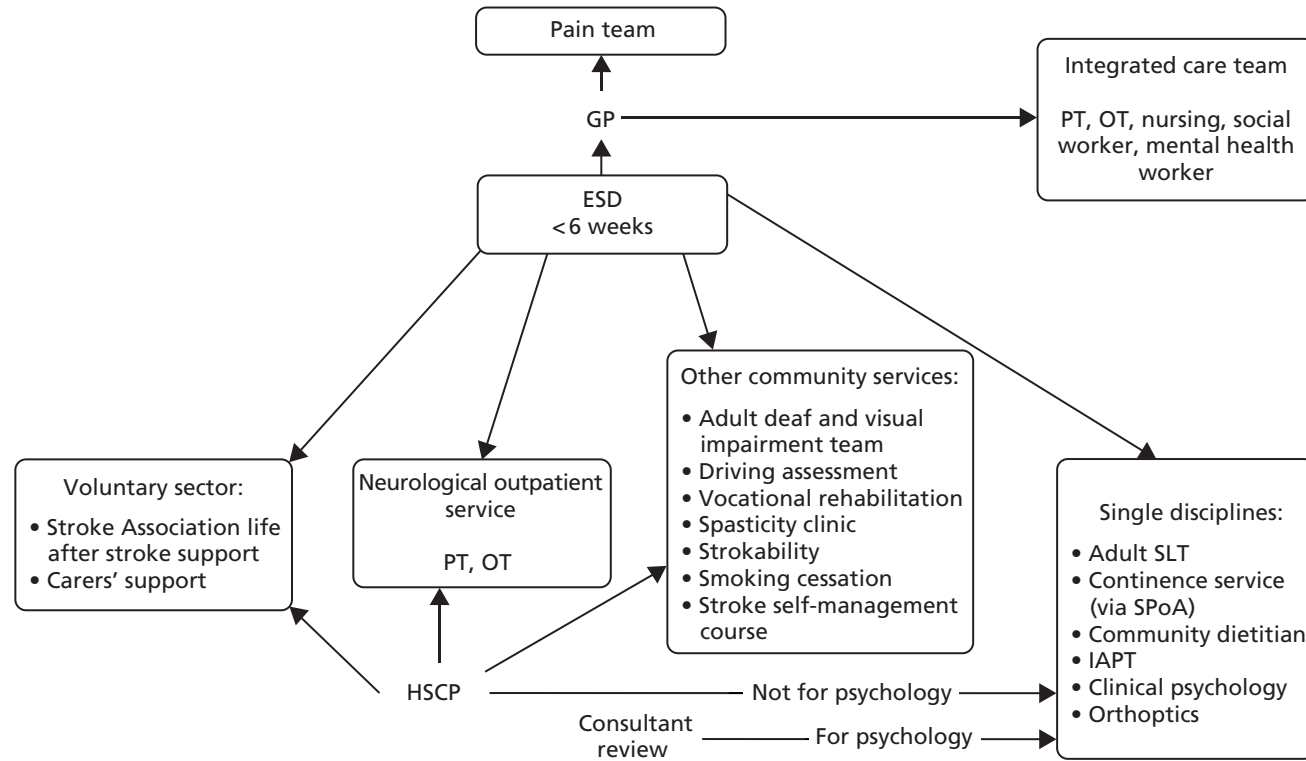 Pain team
Integrated care team
PT, OT, nursing, social
worker, mental health
worker
GP
ESD
<6 weeks
Voluntary sector:
• Stroke Association life
after stroke support
• Carers' support
Neurological outpatient
service
PT, OT
Other community services:
• Adult deaf and visual
impairment team
• Driving assessment
• Vocational rehabilitation
• Spasticity clinic
• Strokability
• Smoking cessation
• Stroke self-management
course
Single disciplines:
• Adult SLT
• Continence service
(via SPoA)
• Community dietitian
• IAPT
• Clinical psychology
• Orthoptics
HSCP
Not for psychology
Consultant
review
For psychology